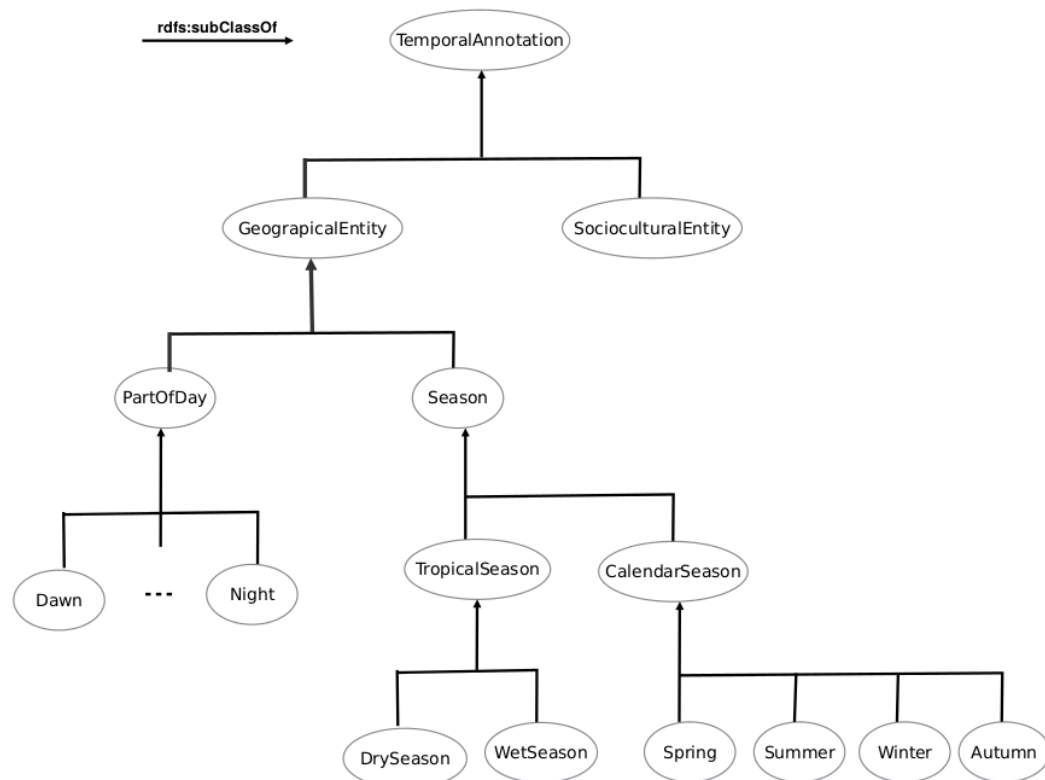 rdfs:subClassOf
TemporalAnnotation
GeograpicalEntity
SocioculturalEntity
PartOfDay
Season
TropicalSeason
CalendarSeason
Dawn
---
Night
DrySeason
WetSeason
Spring
Summer
Winter
Autumn